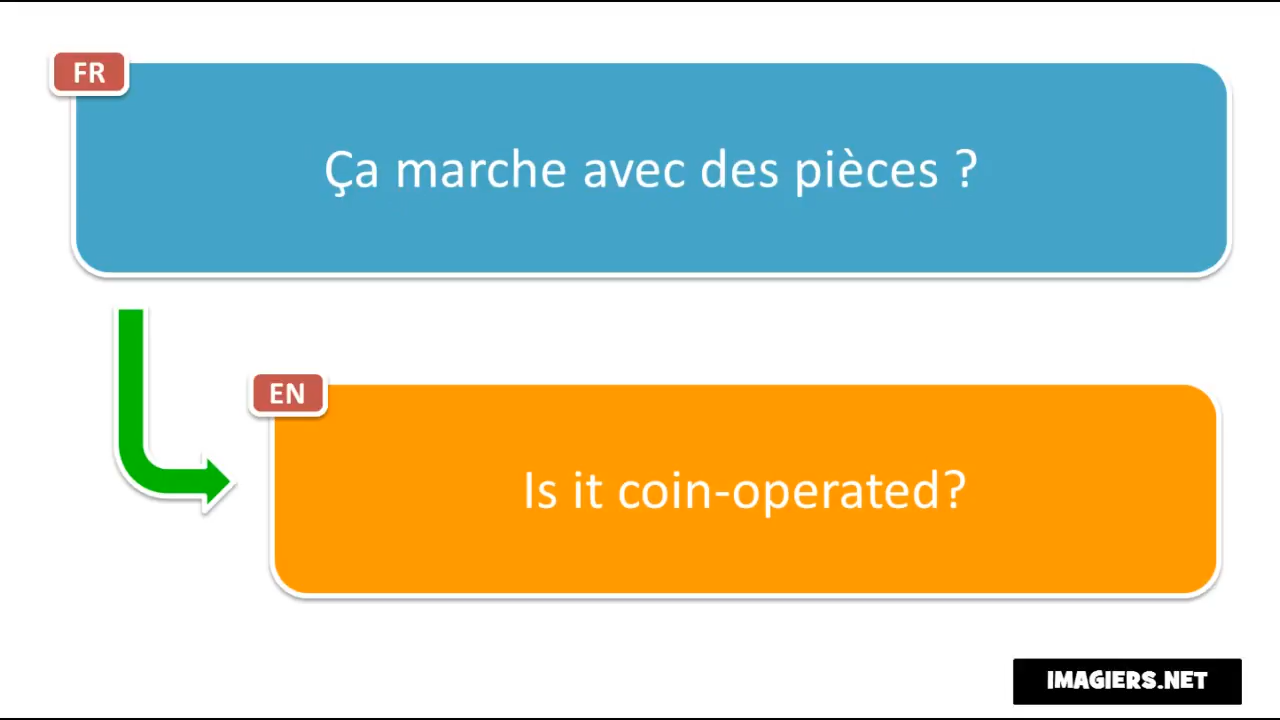 FR
Ça marche avec des pièces ?
EN
Is it coin-operated?
IMAGIERS.NET